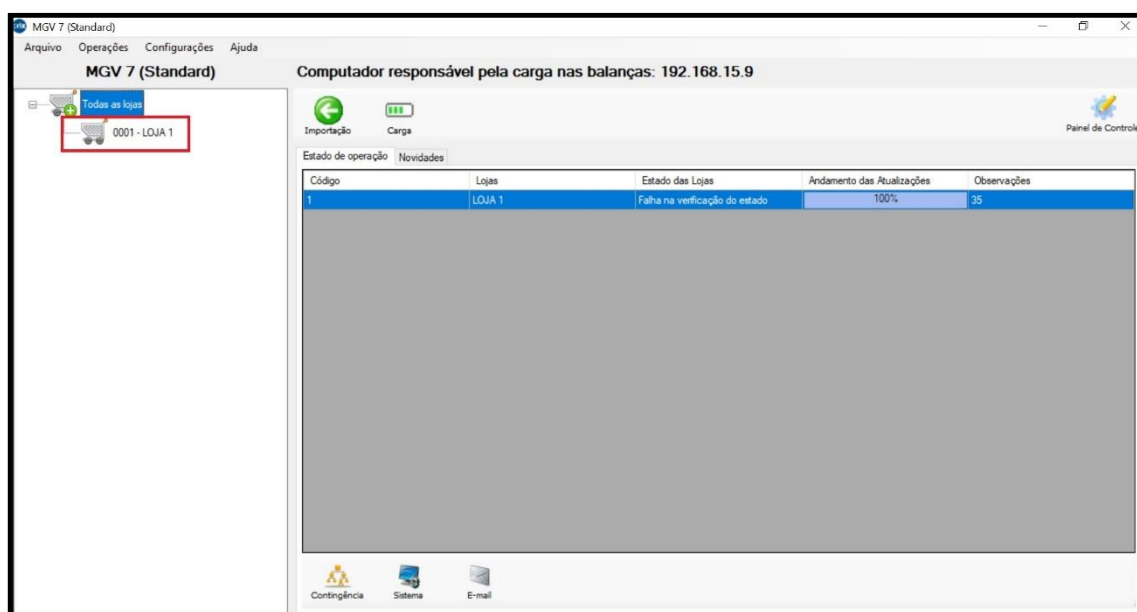 MGV 7 (Standard)
Arquivo Operações Configurações Ajuda
MGV 7 (Standard)
Computador responsável pela carga nas balanças: 192.168.15.9
Todas as lojas
0001 - LOJA 1
Importação Carga
Painel de Controle
Estado de operação Novidades
Código Lojas Estado das Lojas Andamento das Atualizações Observações
1 LOJA 1 Falha na verificação do estado 100% 35
Contingência Sistema E-mail